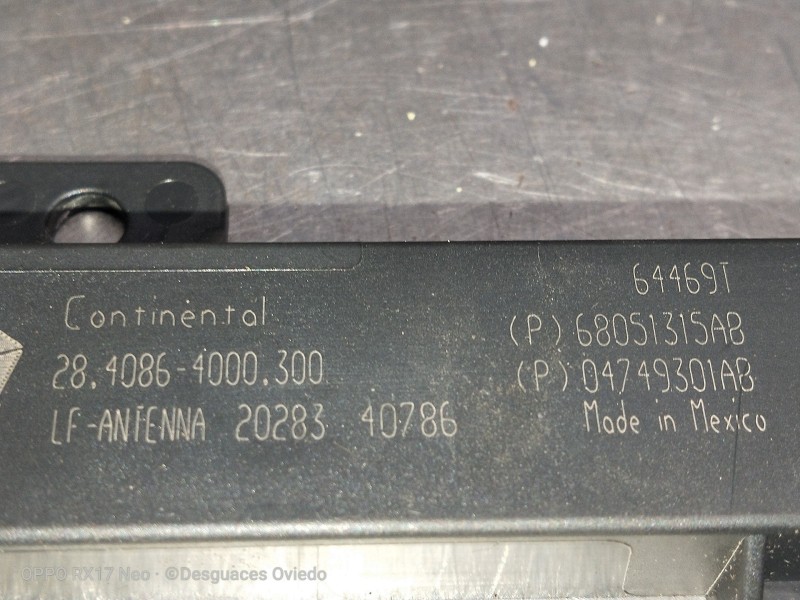 64469T
Continental
(P) 68051315AB
28.4086-4000.300
(P) 04749301AB
LF-ANTENNA 20283 40786
Made in Mexico
OPPO RX17 Neo · ©Desguaces Oviedo